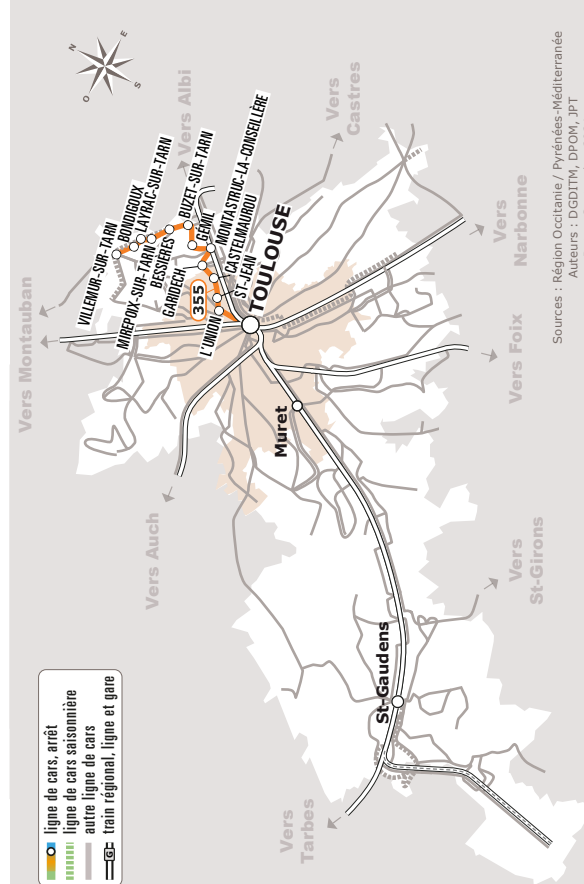 N
E
S
O
Vers Montauban
Vers Albi
Vers
Castres
Vers
Narbonne
Vers Foix
Vers
St-Girons
Vers
Tarbes
Vers Auch
VILLEMUR-SUR-TARN
BONDIGOUX
LAYRAC-SUR-TARN
MIREPOIX-SUR-TARN
BESSIÈRES
BUZET-SUR-TARN
GÉMIL
GARIDECH
MONTASTRUC-LA-CONSEILLÈRE
CASTELMAUROU
ST-JEAN
L'UNION
355
TOULOUSE
Muret
St-Gaudens
ligne de cars, arrêt
ligne de cars saisonnière
autre ligne de cars
G
train régional, ligne et gare
Sources : Région Occitanie / Pyrénées-Méditerranée
Auteurs : DGDITM, DPOM, JPT